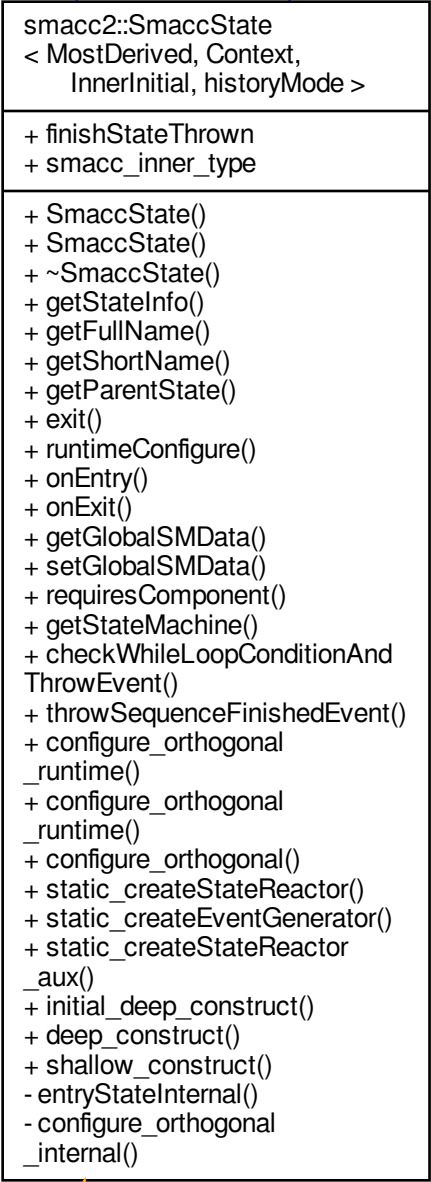 smacc2::SmaccState
< MostDerived, Context,
InnerInitial, historyMode >
+ finishStateThrown
+ smacc_inner_type
+ SmaccState()
+ SmaccState()
+ ~SmaccState()
+ getStateInfo()
+ getFullName()
+ getShortName()
+ getParentState()
+ exit()
+ runtimeConfigure()
+ onEntry()
+ onExit()
+ getGlobalSMData()
+ setGlobalSMData()
+ requiresComponent()
+ getStateMachine()
+ checkWhileLoopConditionAnd
ThrowEvent()
+ throwSequenceFinishedEvent()
+ configure_orthogonal
_runtime()
+ configure_orthogonal
_runtime()
+ configure_orthogonal()
+ static_createStateReactor()
+ static_createEventGenerator()
+ static_createStateReactor
_aux()
+ initial_deep_construct()
+ deep_construct()
+ shallow_construct()
- entryStateInternal()
- configure_orthogonal
_internal()